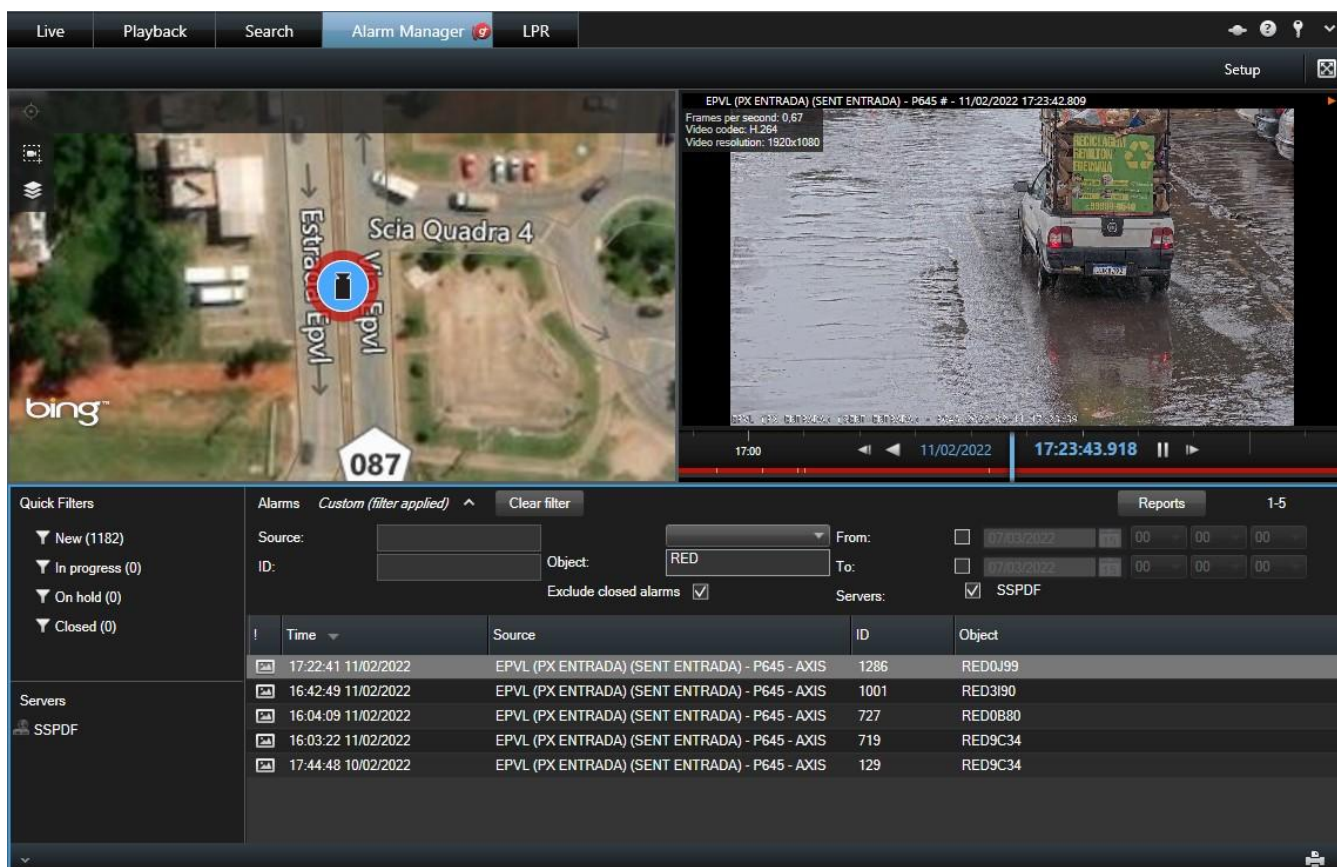 Live Playback Search Alarm Manager LPR
Setup
Estrada Epvl
Via Epvl
Scia Quadra 4
087
bing
EPVL (PX ENTRADA) (SENT ENTRADA) - P645 # - 11/02/2022 17:23:42.809
Frames per second: 0,67
Video codec: H.264
Video resolution: 1920x1080
RECICLAGEM
17:00 11/02/2022 17:23:43.918
Quick Filters
New (1182)
In progress (0)
On hold (0)
Closed (0)
Servers
SSPDF
Alarms Custom (filter applied) Clear filter Reports 1-5
Source: From: 07/03/2022 00 00 00
ID: Object: RED To: 07/03/2022 00 00 00
Exclude closed alarms Servers: SSPDF
! Time Source ID Object
17:22:41 11/02/2022 EPVL (PX ENTRADA) (SENT ENTRADA) - P645 - AXIS 1286 RED0J99
16:42:49 11/02/2022 EPVL (PX ENTRADA) (SENT ENTRADA) - P645 - AXIS 1001 RED3I90
16:04:09 11/02/2022 EPVL (PX ENTRADA) (SENT ENTRADA) - P645 - AXIS 727 RED0B80
16:03:22 11/02/2022 EPVL (PX ENTRADA) (SENT ENTRADA) - P645 - AXIS 719 RED9C34
17:44:48 10/02/2022 EPVL (PX ENTRADA) (SENT ENTRADA) - P645 - AXIS 129 RED9C34